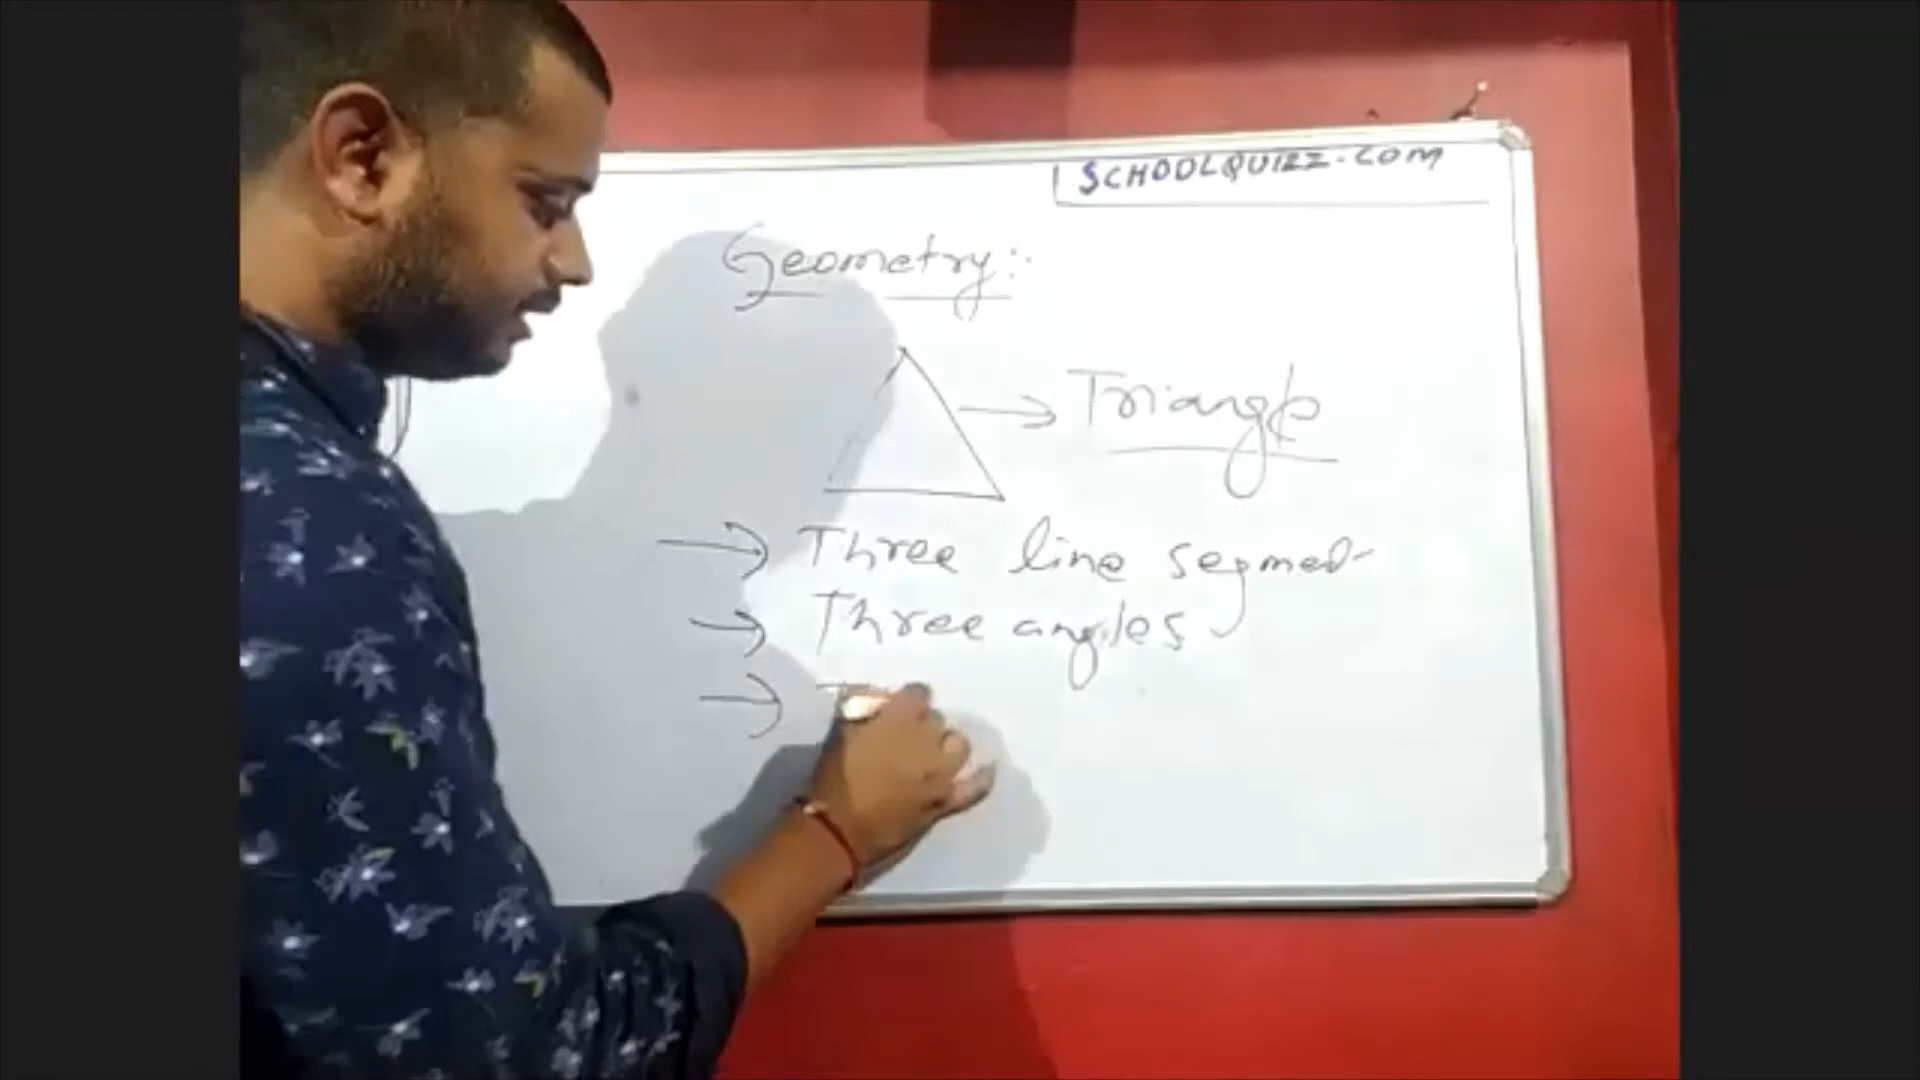 SCHOOLQUIZZ.COM
Geometry:
→ Triangle
→ Three line segmet
→ Three angles
→ T